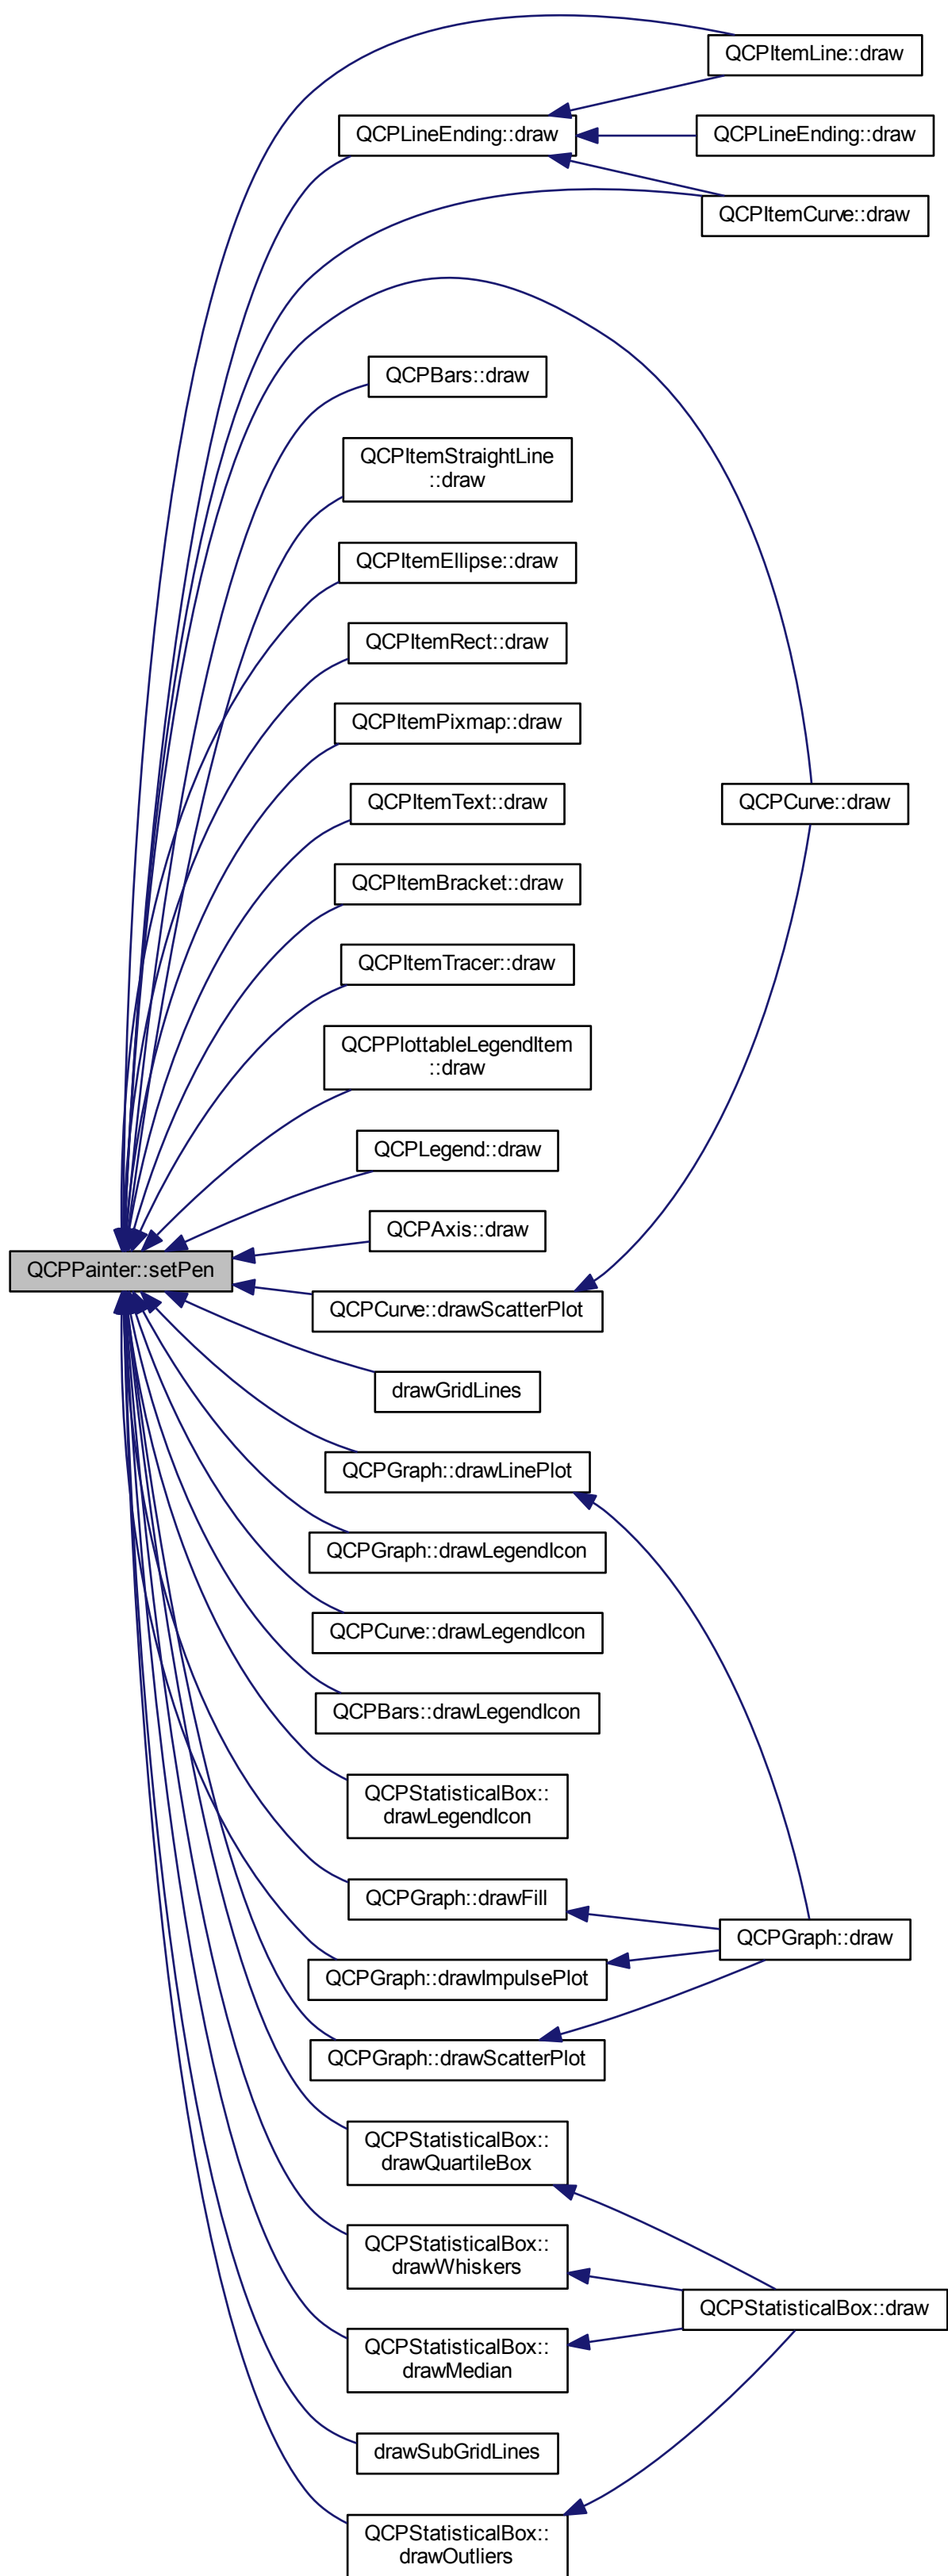 QCPItemLine::draw
QCPLineEnding::draw
QCPLineEnding::draw
QCPItemCurve::draw
QCPBars::draw
QCPItemStraightLine
::draw
QCPItemEllipse::draw
QCPItemRect::draw
QCPItemPixmap::draw
QCPItemText::draw
QCPCurve::draw
QCPItemBracket::draw
QCPItemTracer::draw
QCPPlottableLegendItem
::draw
QCPLegend::draw
QCPAxis::draw
QCPPainter::setPen
QCPCurve::drawScatterPlot
drawGridLines
QCPGraph::drawLinePlot
QCPGraph::drawLegendIcon
QCPCurve::drawLegendIcon
QCPBars::drawLegendIcon
QCPStatisticalBox::
drawLegendIcon
QCPGraph::drawFill
QCPGraph::draw
QCPGraph::drawImpulsePlot
QCPGraph::drawScatterPlot
QCPStatisticalBox::
drawQuartileBox
QCPStatisticalBox::
drawWhiskers
QCPStatisticalBox::draw
QCPStatisticalBox::
drawMedian
drawSubGridLines
QCPStatisticalBox::
drawOutliers